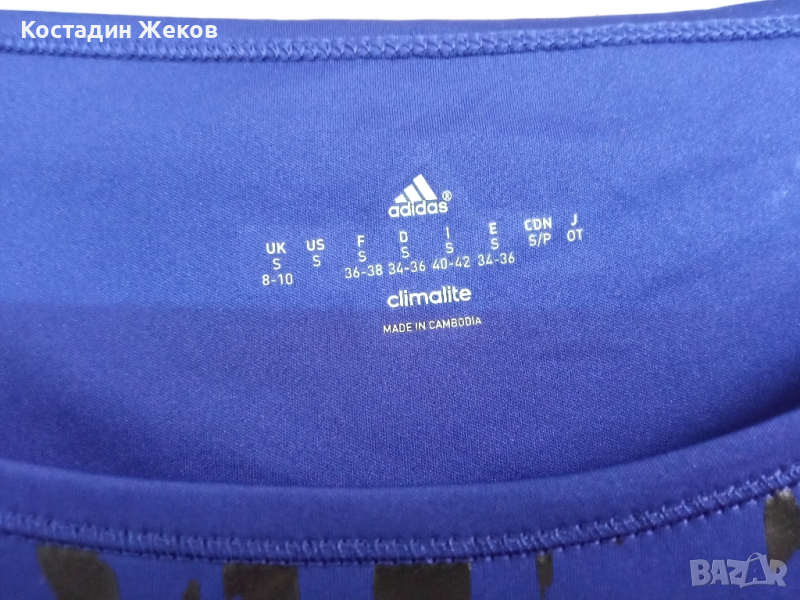 Костадин Жеков
adidas®
UK US F D I E CDN J
S S S S S S S/P OT
8-10 36-38 34-36 40-42 34-36
climalite
MADE IN CAMBODIA
BAZAR